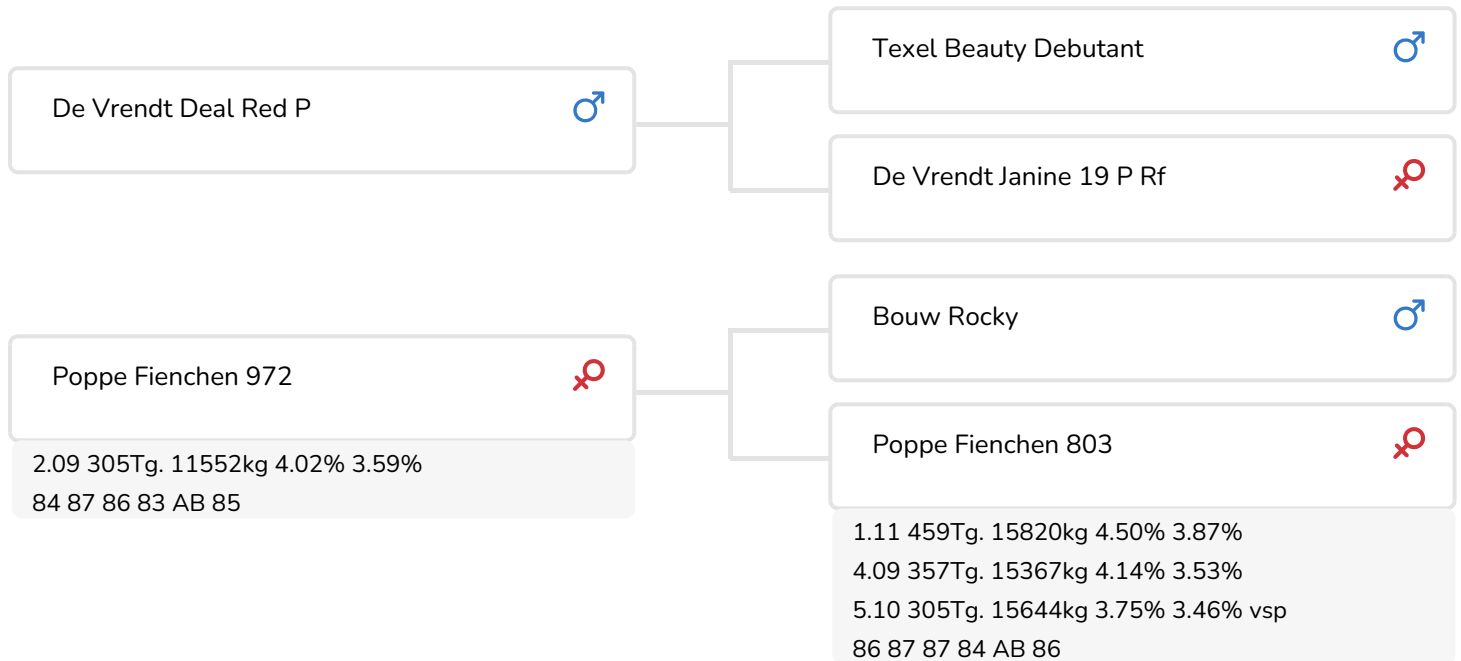 De Vrendt Deal Red P
Texel Beauty Debutant
De Vrendt Janine 19 P Rf
Poppe Fienchen 972
2.09 305Tg. 11552kg 4.02% 3.59%
84 87 86 83 AB 85
Bouw Rocky
Poppe Fienchen 803
1.11 459Tg. 15820kg 4.50% 3.87%
4.09 357Tg. 15367kg 4.14% 3.53%
5.10 305Tg. 15644kg 3.75% 3.46% vsp
86 87 87 84 AB 86